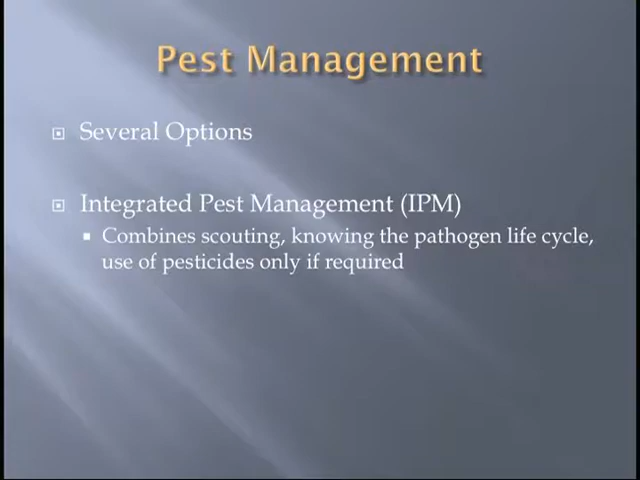 Pest Management
Several Options
Integrated Pest Management (IPM)
Combines scouting, knowing the pathogen life cycle,
use of pesticides only if required